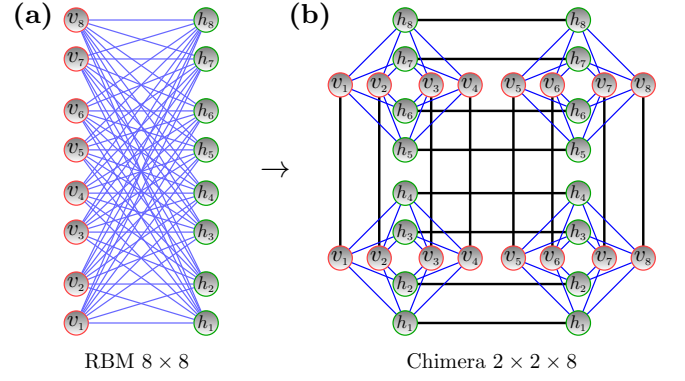 (a)
(b)
v₈ h₈
v₇ h₇
v₆ h₆
v₅ h₅
v₄ h₄
v₃ h₃
v₂ h₂
v₁ h₁
RBM 8 × 8
→
h₈ h₈
h₇ h₇
v₁ v₂ v₃ v₄ v₅ v₆ v₇ v₈
h₆ h₆
h₅ h₅
h₄ h₄
h₃ h₃
v₁ v₂ v₃ v₄ v₅ v₆ v₇ v₈
h₂ h₂
h₁ h₁
Chimera 2 × 2 × 8